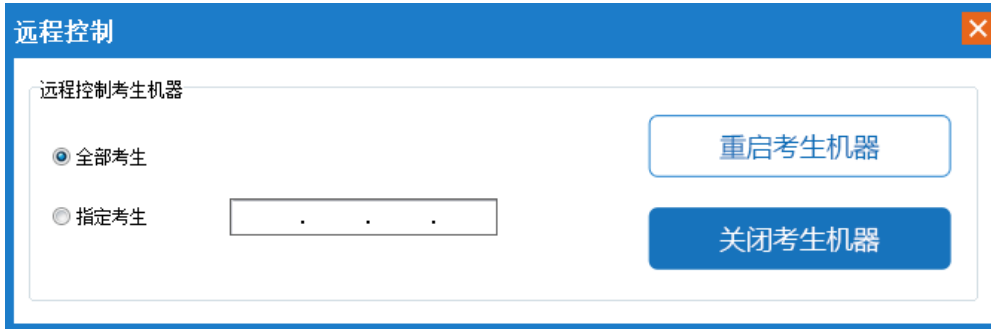 远程控制
远程控制考生机器
全部考生
重启考生机器
指定考生
. . .
关闭考生机器